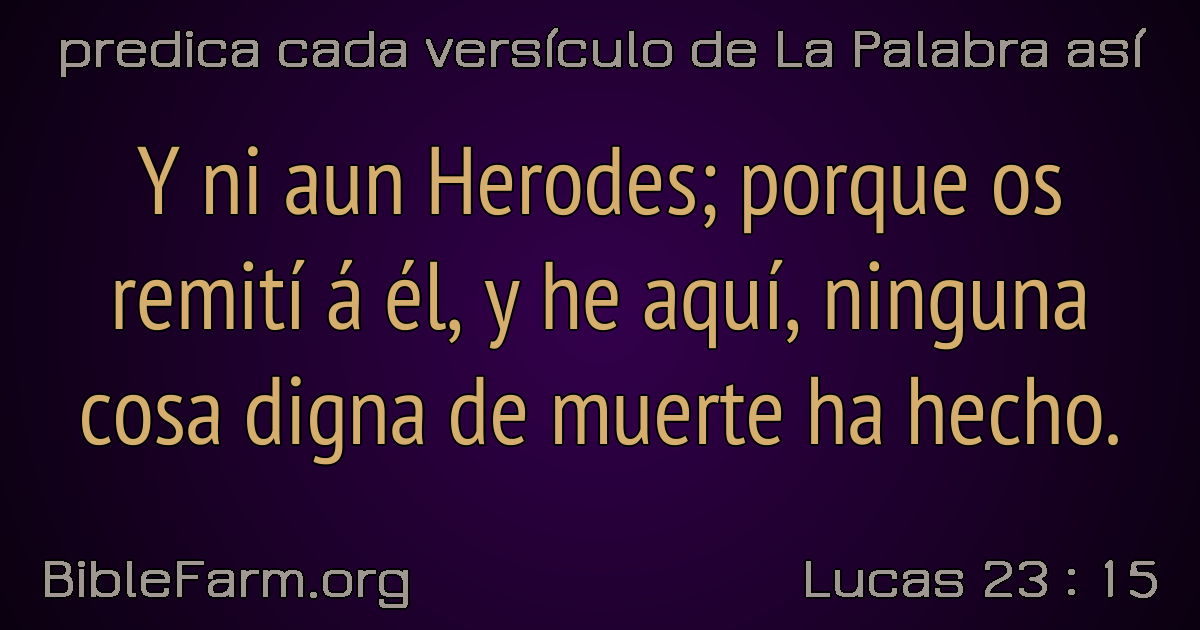 predica cada versículo de La Palabra así
Y ni aun Herodes; porque os
remití á él, y he aquí, ninguna
cosa digna de muerte ha hecho.
BibleFarm.org
Lucas 23 : 15